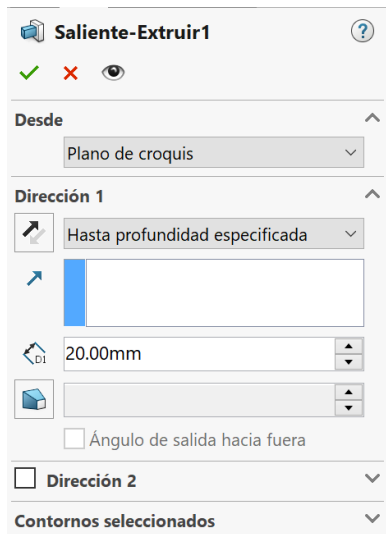 Saliente-Extruir1
Desde
Plano de croquis
Dirección 1
Hasta profundidad especificada
D1
20.00mm
Ángulo de salida hacia fuera
Dirección 2
Contornos seleccionados